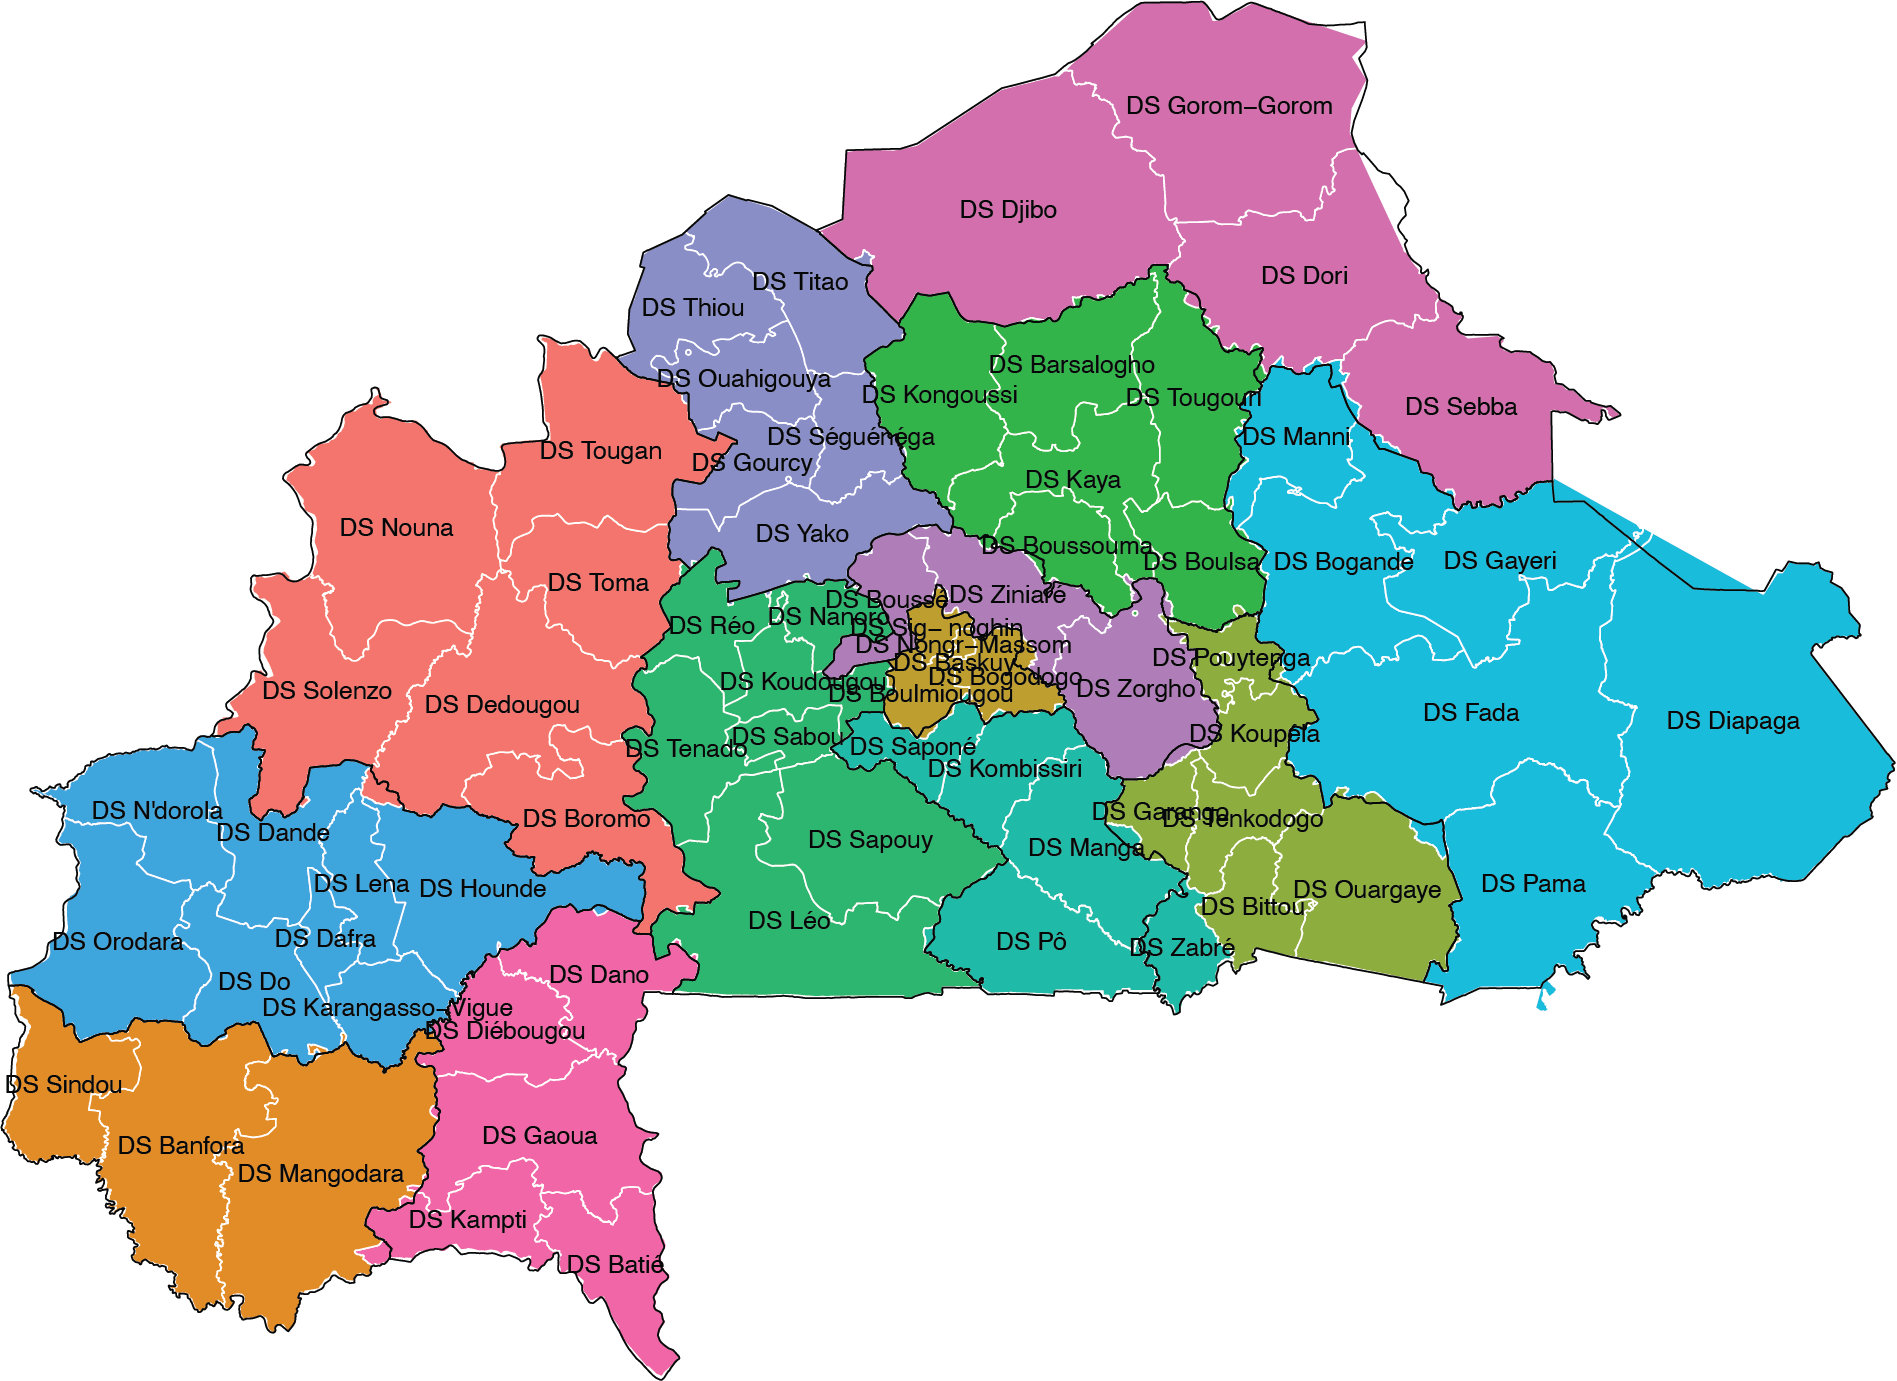 DS Gorom–Gorom
DS Djibo
DS Dori
DS Titao
DS Thiou
DS Barsalogho
DS Ouahigouya
DS Kongoussi
DS Tougouri
DS Sebba
DS Séguénéga
DS Manni
DS Tougan
DS Gourcy
DS Kaya
DS Nouna
DS Yako
DS Boussouma
DS Boulsa
DS Bogande
DS Gayeri
DS Toma
DS Boussé
DS Ziniaré
DS Nanoro
DS Réo
DS Sig– noghin
DS Nongr–Massom
DS Pouytenga
DS Baskuy
DS Bogodogo
DS Koudougou
DS Boulmiougou
DS Zorgho
DS Solenzo
DS Dedougou
DS Fada
DS Diapaga
DS Koupéla
DS Sabou
DS Tenado
DS Saponé
DS Kombissiri
DS N'dorola
DS Garango
DS Tenkodogo
DS Boromo
DS Dande
DS Sapouy
DS Manga
DS Lena
DS Hounde
DS Pama
DS Ouargaye
DS Bittou
DS Léo
DS Orodara
DS Dafra
DS Pô
DS Zabré
DS Dano
DS Do
DS Karangasso–Vigue
DS Diébougou
DS Sindou
DS Gaoua
DS Banfora
DS Mangodara
DS Kampti
DS Batié